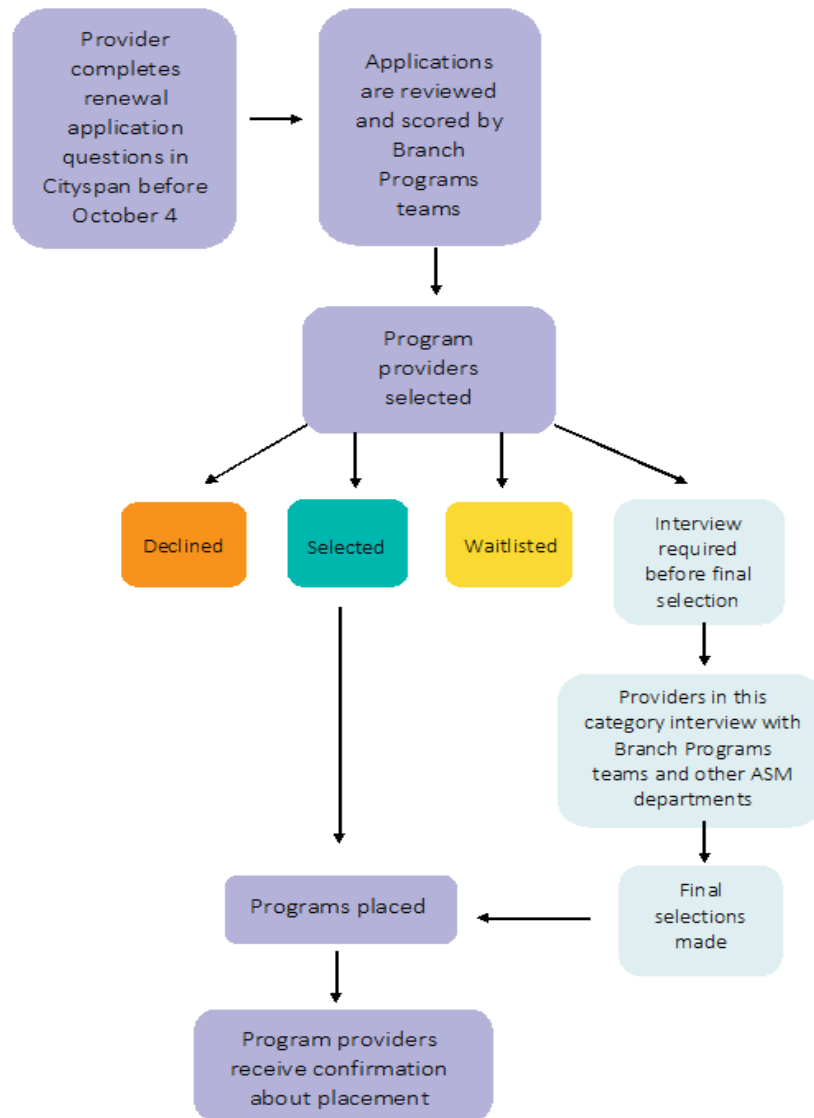 Provider
completes
renewal
application
questions in
Cityspan before
October 4
Applications
are reviewed
and scored by
Branch
Programs
teams
Program
providers
selected
Declined
Selected
Waitlisted
Interview
required
before final
selection
Providers in this
category interview with
Branch Programs
teams and other ASM
departments
Final
selections
made
Programs placed
Program providers
receive confirmation
about placement